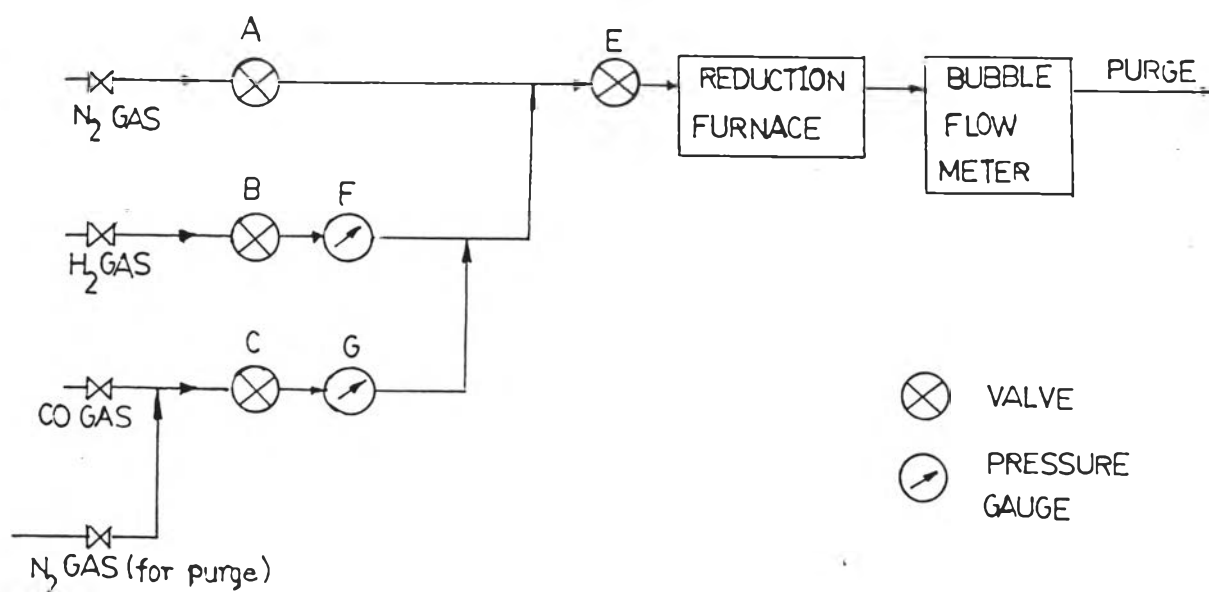 A
E
N2 GAS
REDUCTION
FURNACE
BUBBLE
FLOW
METER
PURGE
B
F
H2 GAS
C
G
CO GAS
VALVE
PRESSURE
GAUGE
N2 GAS (for purge)